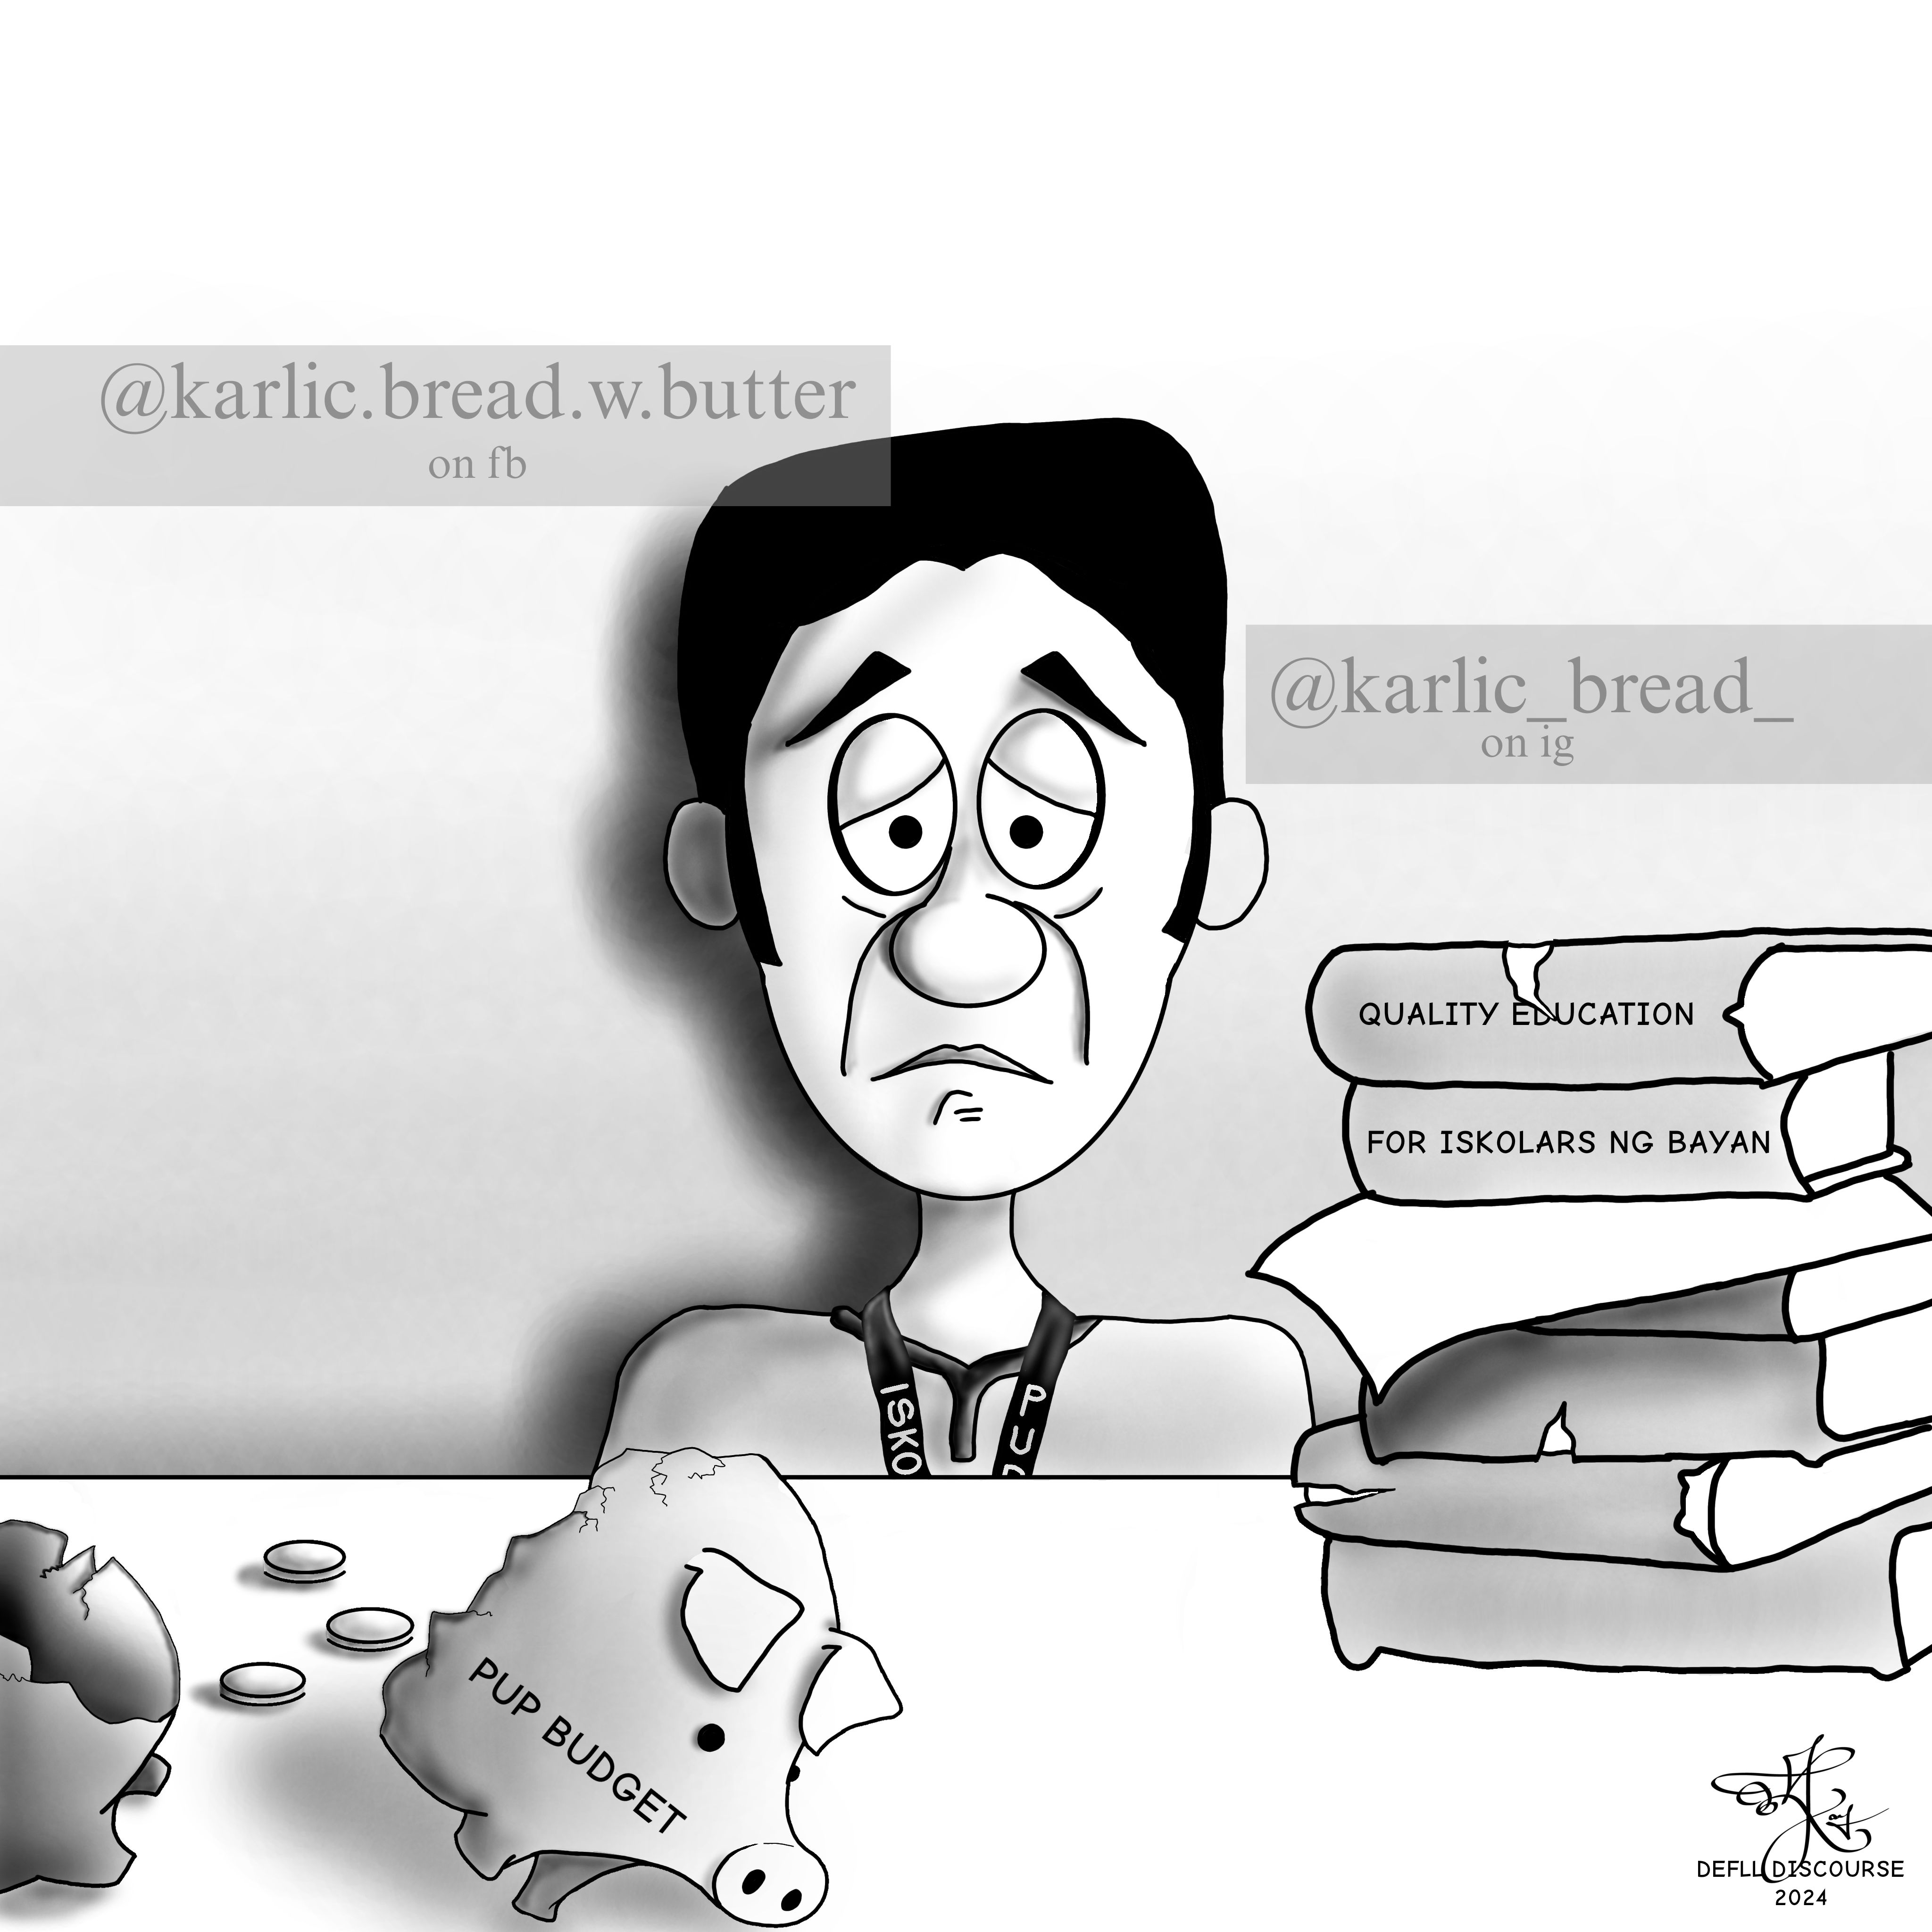 @karlic.bread.w.butter
on fb
@karlic_bread_
on ig
QUALITY EDUCATION
FOR ISKOLARS NG BAYAN
ISKO
PUP
PUP BUDGET
DEFLL DISCOURSE
2024